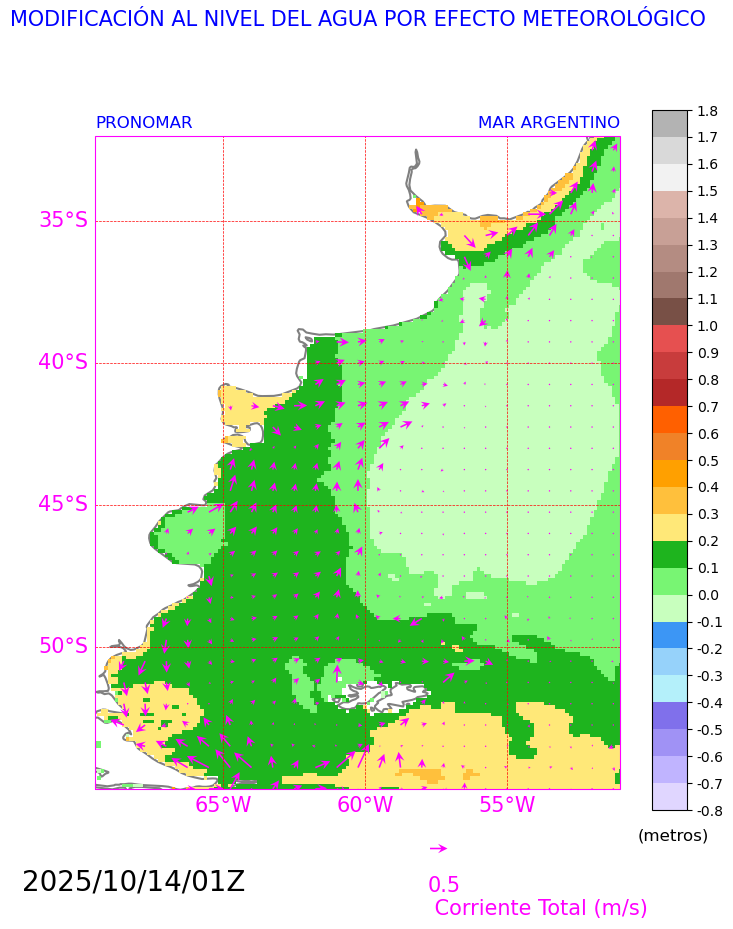 MODIFICACIÓN AL NIVEL DEL AGUA POR EFECTO METEOROLÓGICO
PRONOMAR
MAR ARGENTINO
35°S
40°S
45°S
50°S
65°W
60°W
55°W
1.8
1.7
1.6
1.5
1.4
1.3
1.2
1.1
1.0
0.9
0.8
0.7
0.6
0.5
0.4
0.3
0.2
0.1
0.0
-0.1
-0.2
-0.3
-0.4
-0.5
-0.6
-0.7
-0.8
(metros)
2025/10/14/01Z
0.5
Corriente Total (m/s)